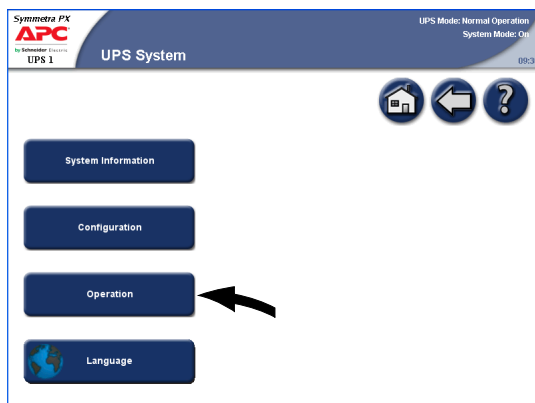 Symmetra PX
APC
by Schneider Electric
UPS 1
UPS System
UPS Mode: Normal Operation
System Mode: On
09:3
?
System Information
Configuration
Operation
Language